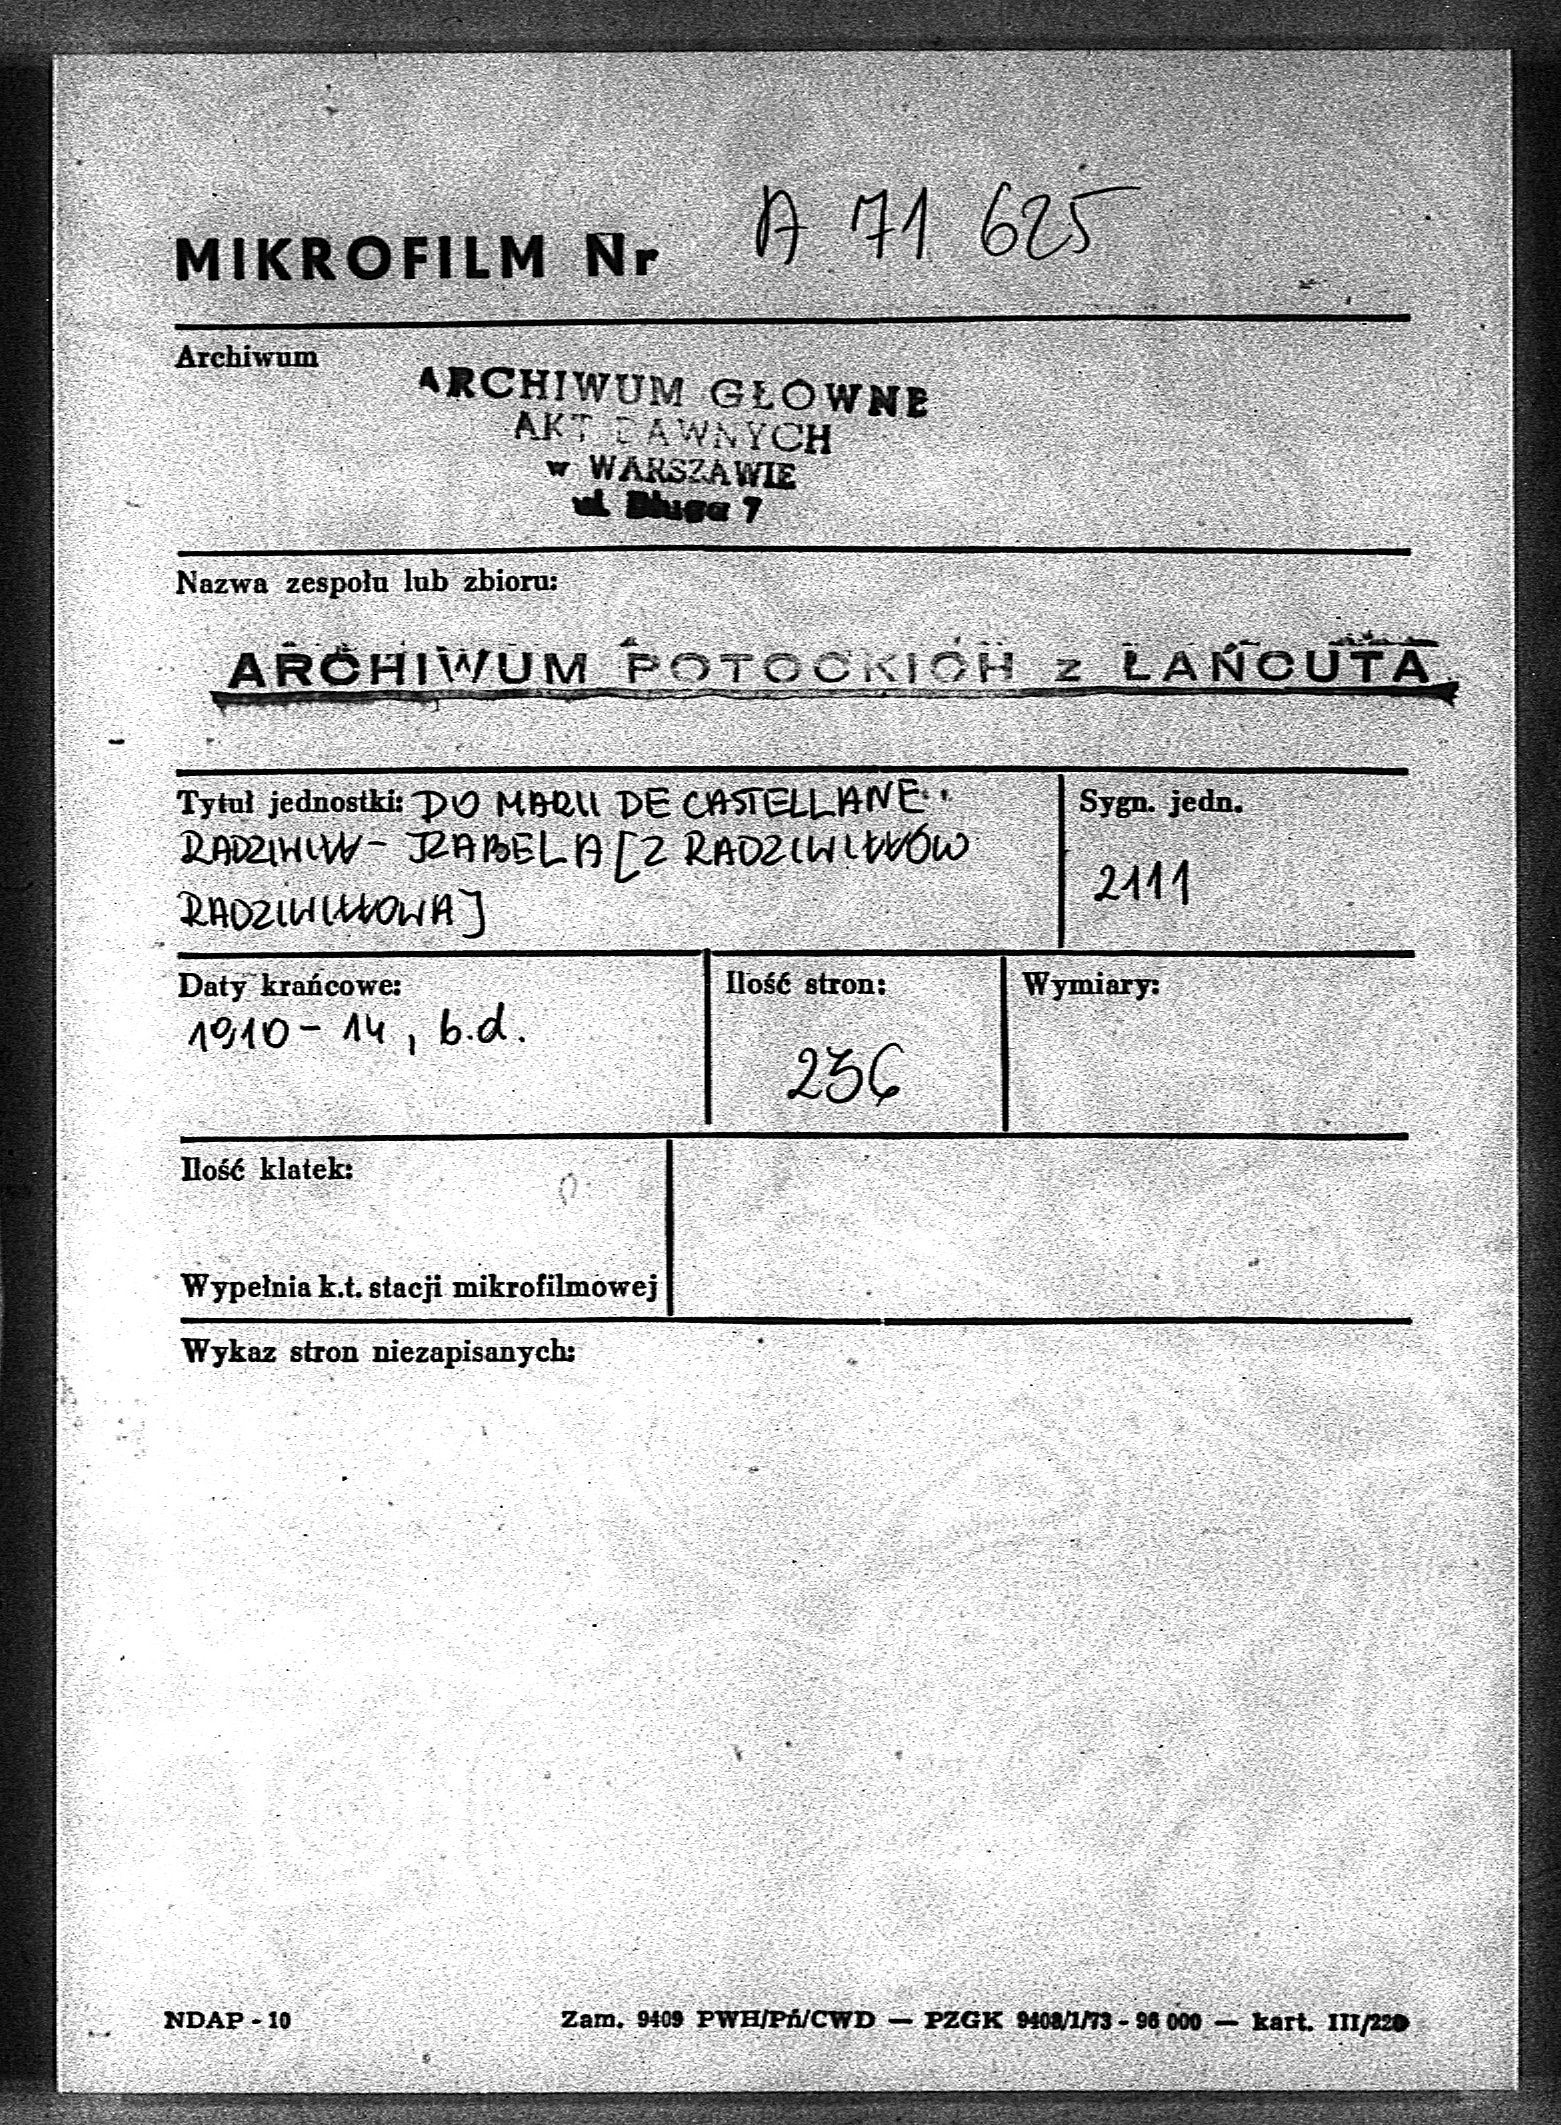 MIKROFILM Nr A 71 625
Archiwum
ARCHIWUM GŁOWNE
AKT DAWNYCH
w WARSZAWIE
ul. Długa 7
Nazwa zespołu lub zbioru:
ARCHIWUM POTOCKICH z ŁAŃCUTA
Tytuł jednostki: DO MARII DE CASTELLANE
RADZIWIŁŁ - IZABELA [Z RADZIWIŁŁÓW
RADZIWIŁŁOWA]
Sygn. jedn.
2111
Daty krańcowe:
1910 - 14, b.d.
Ilość stron:
236
Wymiary:
Ilość klatek:
Wypełnia k.t. stacji mikrofilmowej
Wykaz stron niezapisanych:
NDAP - 10
Zam. 9409 PWH/Pń/CWD — PZGK 9408/1/73 - 96 000 — kart. III/220